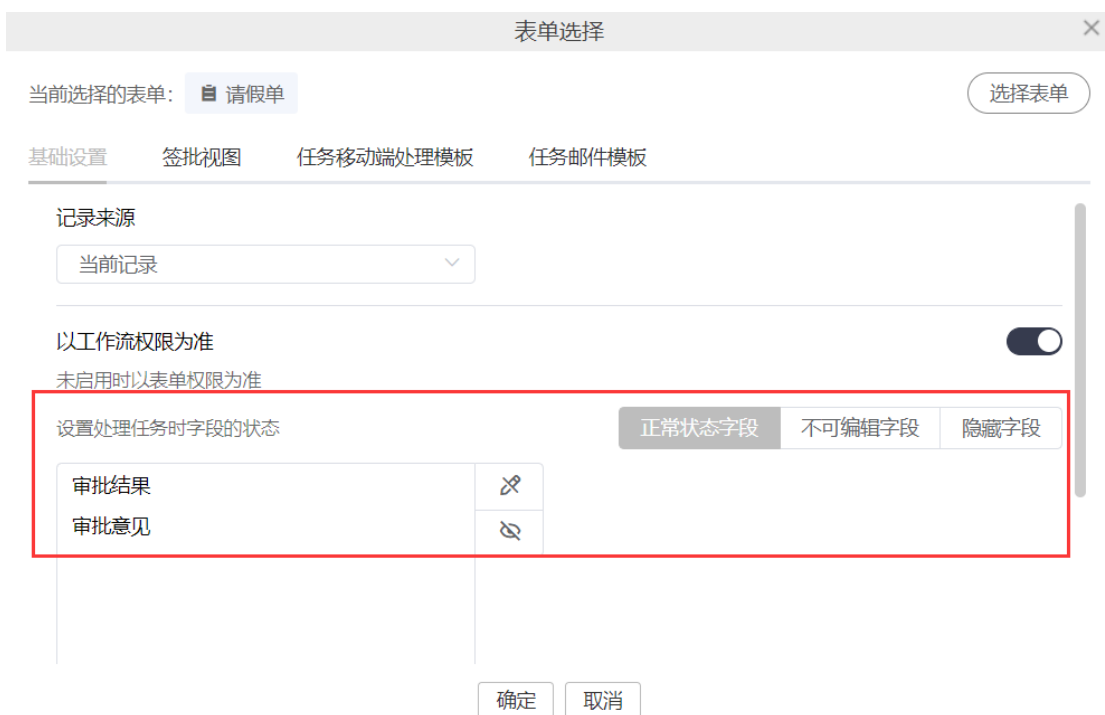 表单选择
当前选择的表单： 请假单 选择表单
基础设置 签批视图 任务移动端处理模板 任务邮件模板
记录来源
当前记录
以工作流权限为准
未启用时以表单权限为准
设置处理任务时字段的状态 正常状态字段 不可编辑字段 隐藏字段
审批结果
审批意见
确定 取消